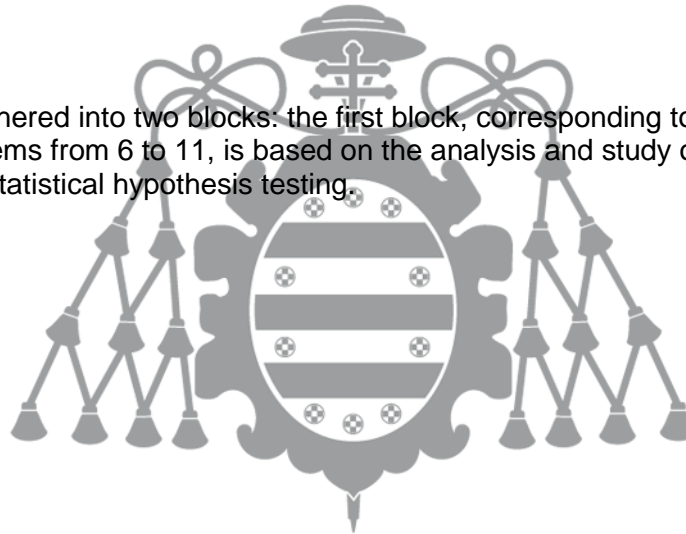 hered into two blocks: the first block, corresponding to
ems from 6 to 11, is based on the analysis and study
tatistical hypothesis testing.